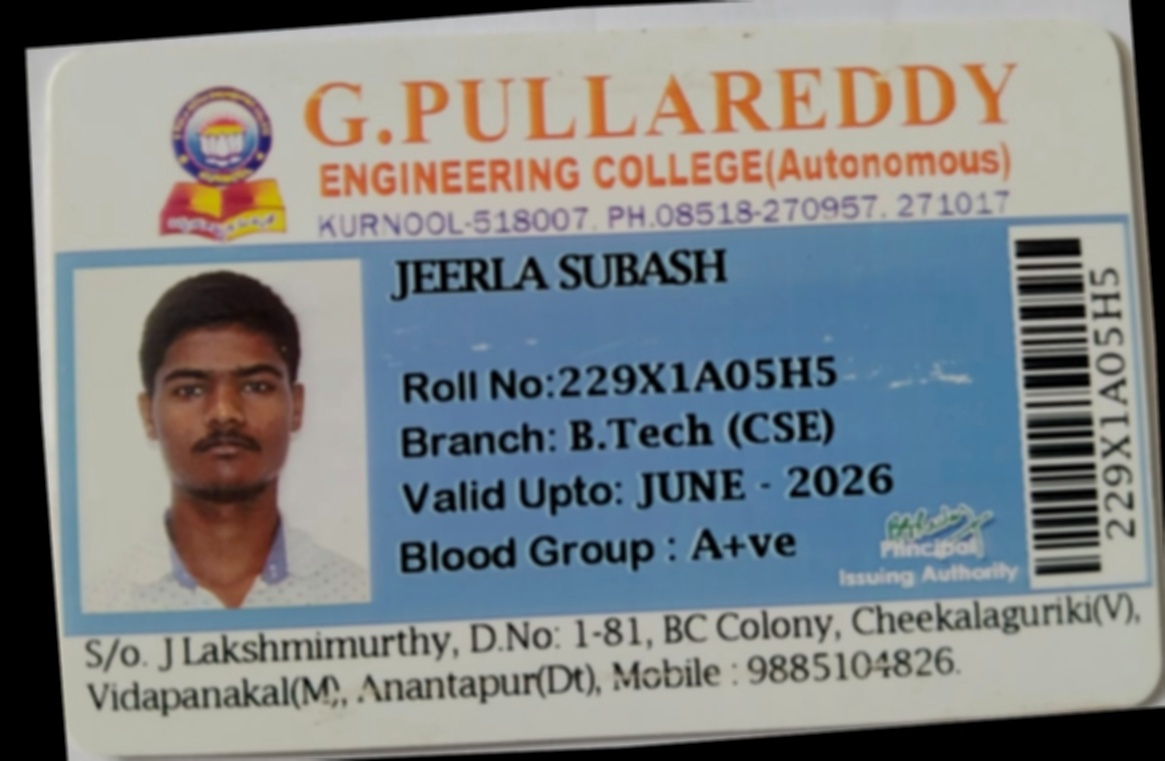 G.PULLAREDDY
ENGINEERING COLLEGE(Autonomous)
KURNOOL-518007. PH.08518-270957, 271017
JEERLA SUBASH
Roll No:229X1A05H5
Branch: B.Tech (CSE)
Valid Upto: JUNE - 2026
Blood Group : A+ve
Principal
Issuing Authority
229X1A05H5
S/o. J Lakshmimurthy, D.No: 1-81, BC Colony, Cheekalaguriki(V),
Vidapanakal(M), Anantapur(Dt), Mobile : 9885104826.